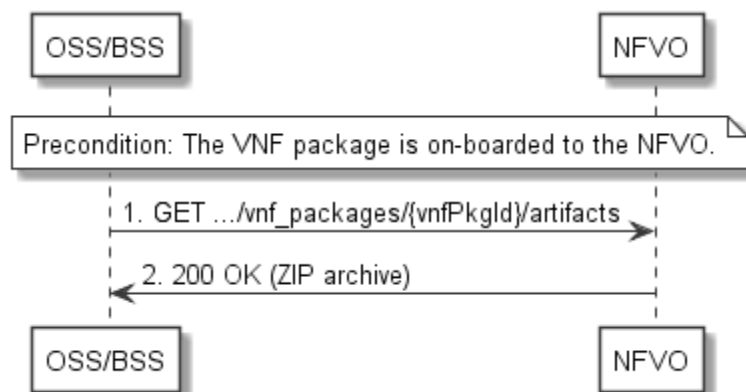 OSS/BSS NFVO
Precondition: The VNF package is on-boarded to the NFVO.
1. GET .../vnf_packages/{vnfPkgId}/artifacts
2. 200 OK (ZIP archive)
OSS/BSS NFVO